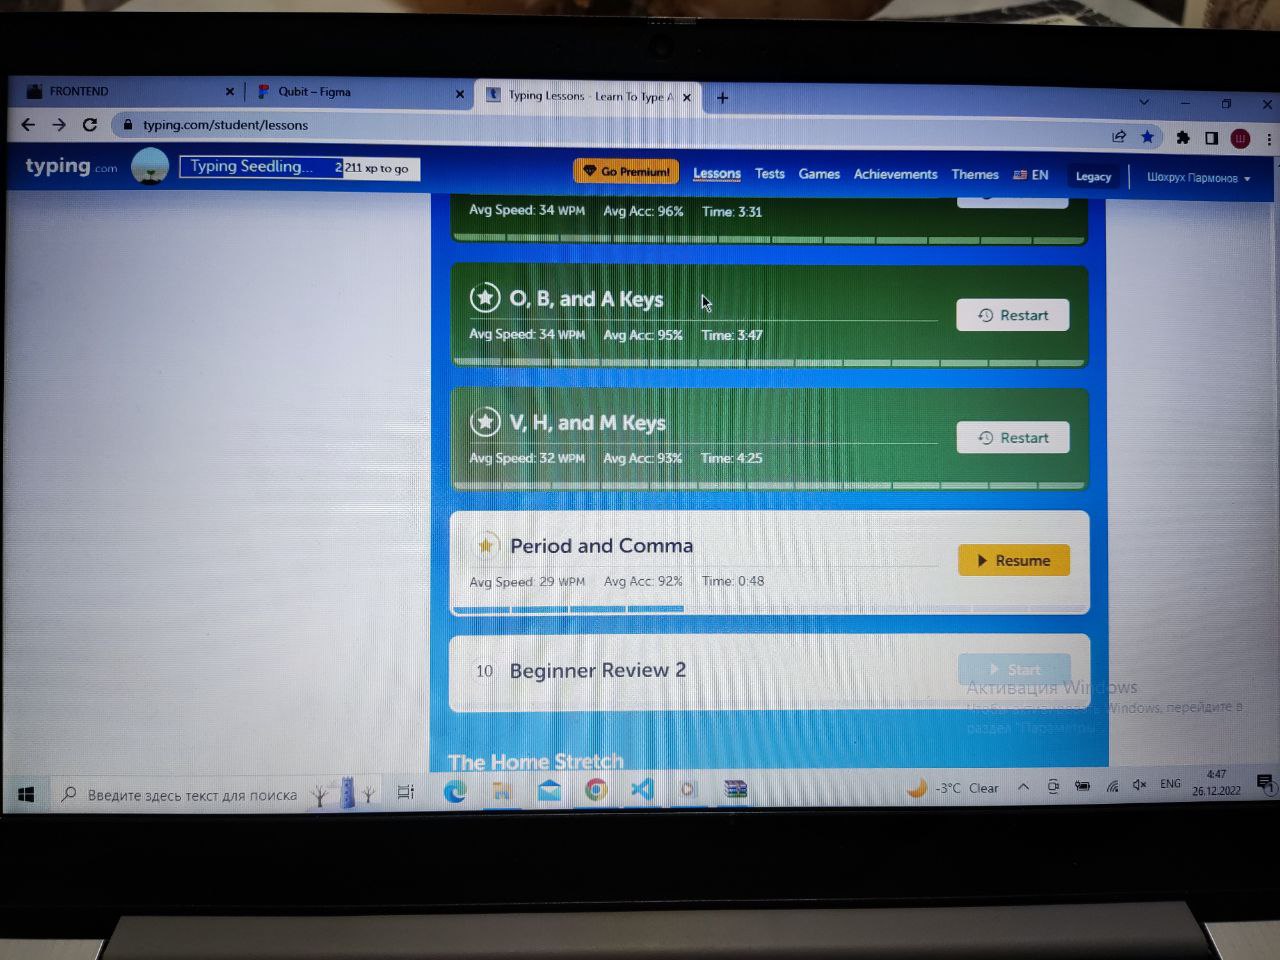 FRONTEND
Qubit – Figma
Typing Lessons - Learn To Type A
typing.com/student/lessons
typing.com
Typing Seedling...
2 211 xp to go
Go Premium!
Lessons
Tests
Games
Achievements
Themes
EN
Legacy
Шохрух Пармонов
Avg Speed: 34 WPM Avg Acc: 96% Time: 3:31
O, B, and A Keys
Restart
Avg Speed: 34 WPM Avg Acc: 95% Time: 3:47
V, H, and M Keys
Restart
Avg Speed: 32 WPM Avg Acc: 93% Time: 4:25
Period and Comma
Resume
Avg Speed: 29 WPM Avg Acc: 92% Time: 0:48
10 Beginner Review 2
Start
Активация Windows
Windows, перейдите в
раздел "Параметры
The Home Stretch
Введите здесь текст для поиска
-3°C Clear
ENG
4:47
26.12.2022
1